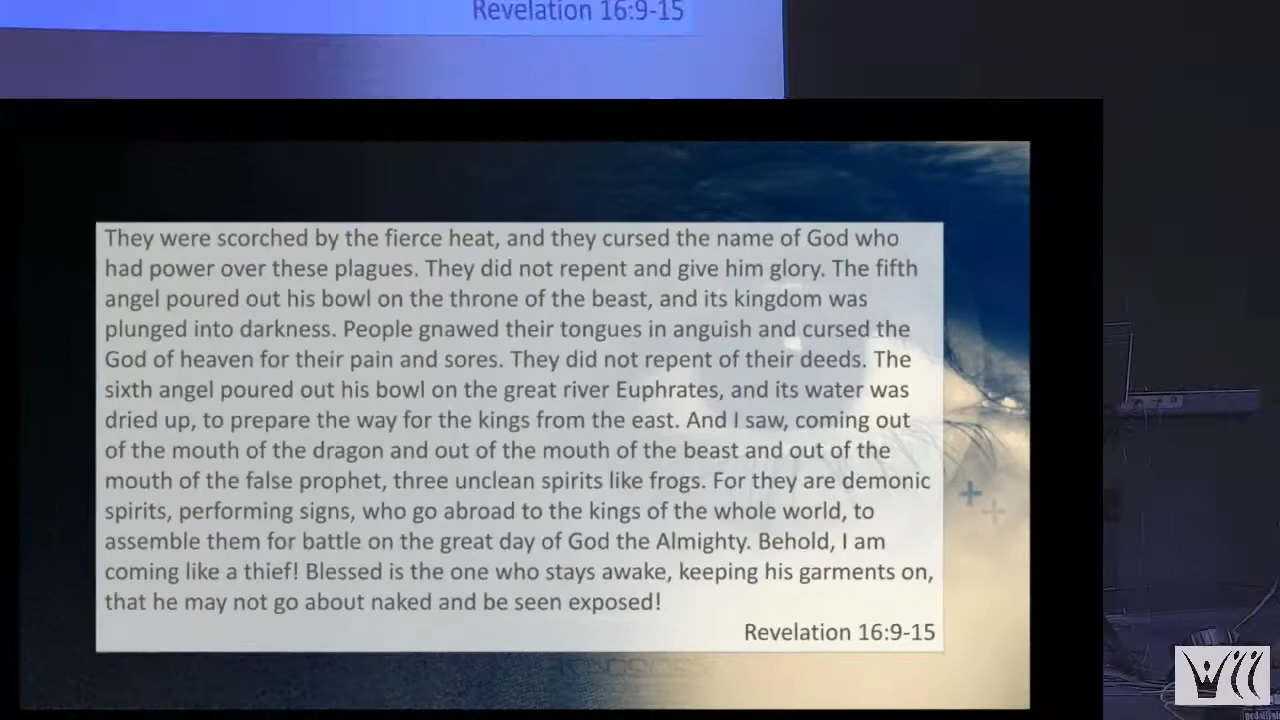 Revelation 16:9-15
They were scorched by the fierce heat, and they cursed the name of God who
had power over these plagues. They did not repent and give him glory. The fifth
angel poured out his bowl on the throne of the beast, and its kingdom was
plunged into darkness. People gnawed their tongues in anguish and cursed the
God of heaven for their pain and sores. They did not repent of their deeds. The
sixth angel poured out his bowl on the great river Euphrates, and its water was
dried up, to prepare the way for the kings from the east. And I saw, coming out
of the mouth of the dragon and out of the mouth of the beast and out of the
mouth of the false prophet, three unclean spirits like frogs. For they are demonic
spirits, performing signs, who go abroad to the kings of the whole world, to
assemble them for battle on the great day of God the Almighty. Behold, I am
coming like a thief! Blessed is the one who stays awake, keeping his garments on,
that he may not go about naked and be seen exposed!
Revelation 16:9-15